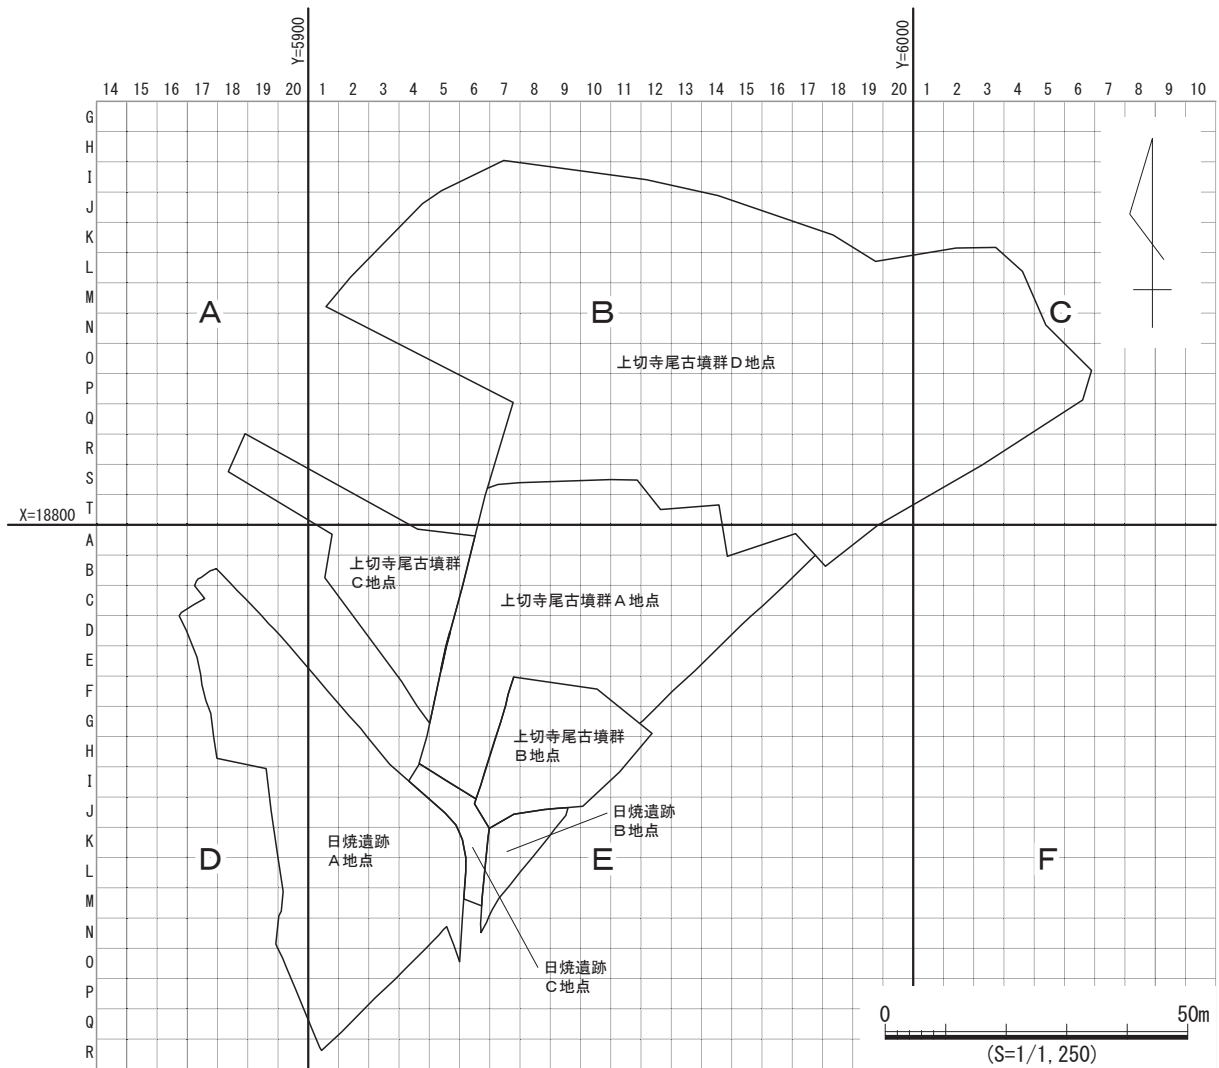 Y=5900
Y=6000
14 15 16 17 18 19 20 1 2 3 4 5 6 7 8 9 10 11 12 13 14 15 16 17 18 19 20 1 2 3 4 5 6 7 8 9 10
G
H
I
J
K
L
M
A
B
C
N
O
上切寺尾古墳群D地点
P
Q
R
S
T
X=18800
A
上切寺尾古墳群
C地点
B
C
上切寺尾古墳群A地点
D
E
F
G
上切寺尾古墳群
B地点
H
I
J
日焼遺跡
B地点
K
日焼遺跡
A地点
L
D
E
F
M
N
O
日焼遺跡
C地点
P
Q
R
0 50m
(S=1/1,250)